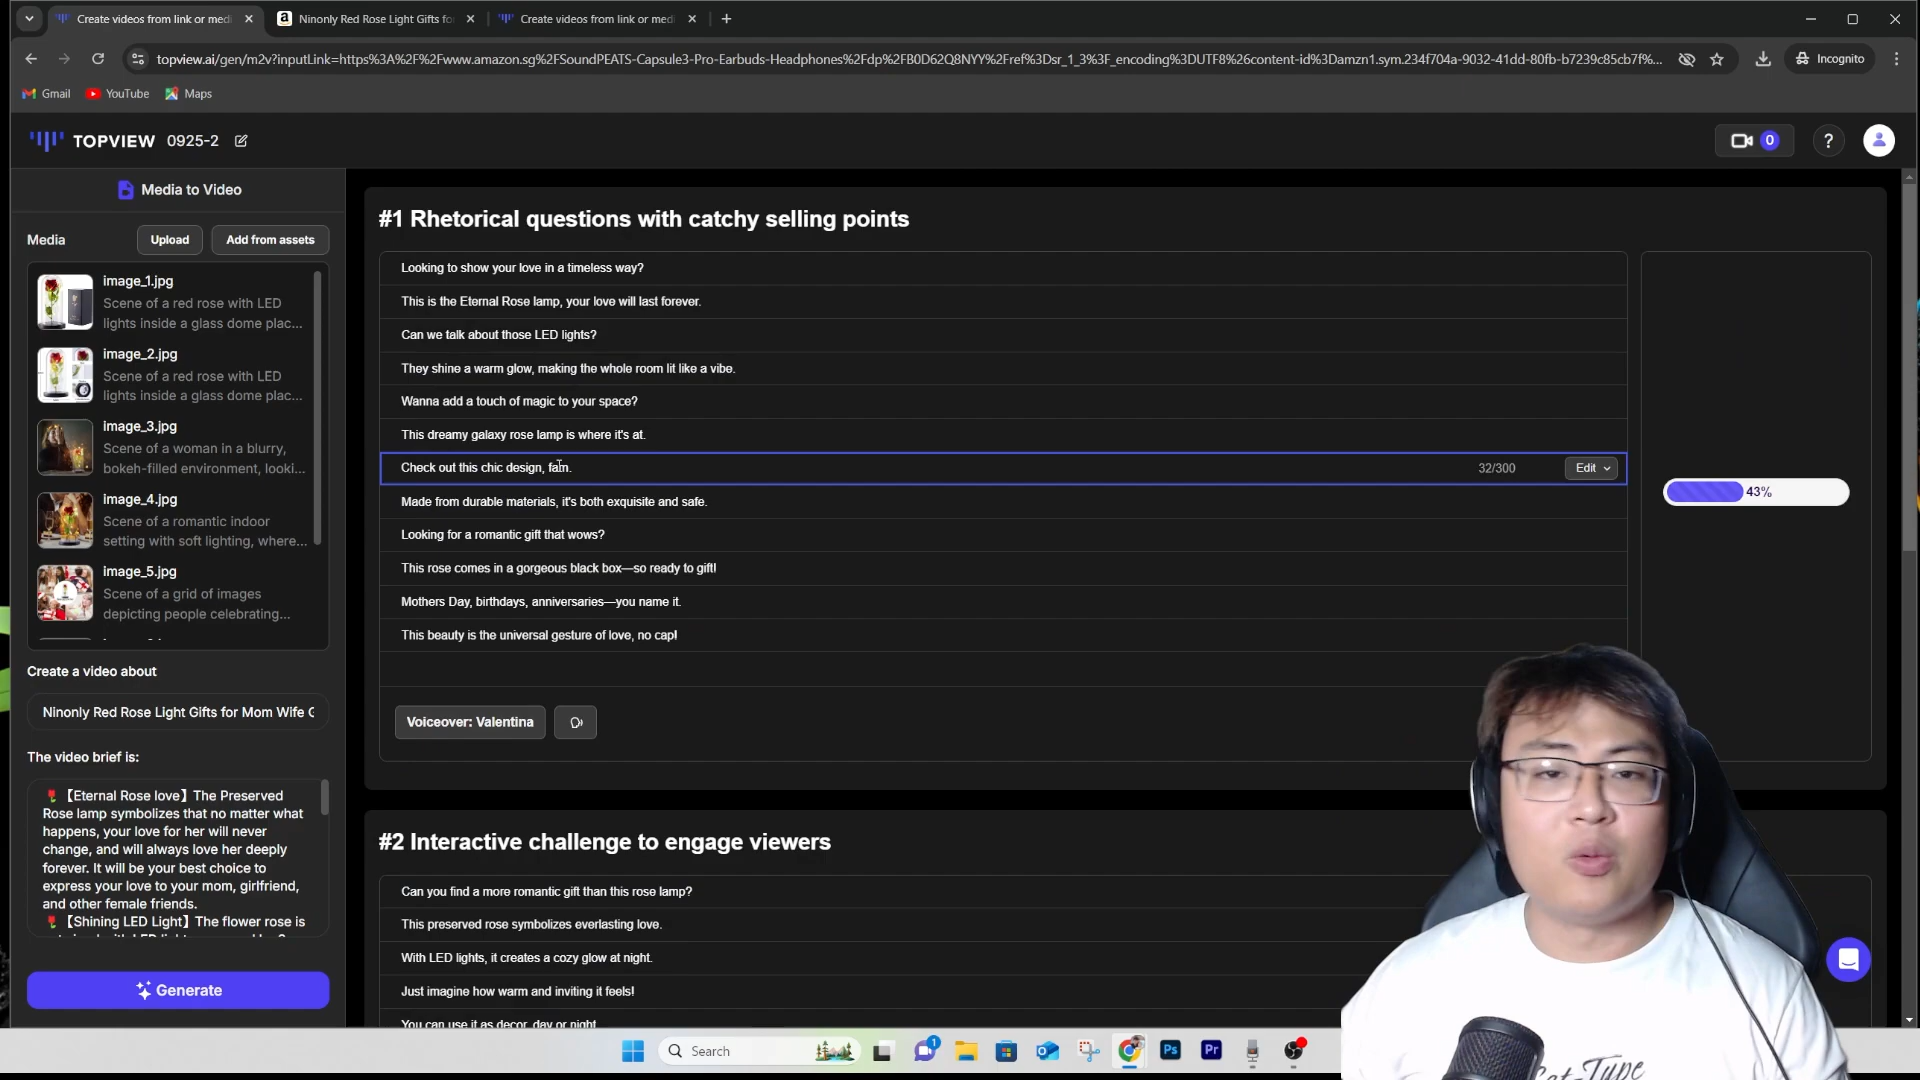 Create videos from link or medi
Ninonly Red Rose Light Gifts fo
Create videos from link or med
topview.ai/gen/m2v?inputLink=https%3A%2F%2Fwww.amazon.sg%2FSoundPEATS-Capsule3-Pro-Earbuds-Headphones%2Fdp%2FB0D62Q8NYY%2Fref%3Dsr_1_3%3F_encoding%3DUTF8%26content-id%3Damzn1.sym.234f704a-9032-41dd-80fb-b7239c85cb7f%...
Incognito
Gmail
YouTube
Maps
TOPVIEW 0925-2
0
?
Media to Video
Media
Upload
Add from assets
image_1.jpg
Scene of a red rose with LED
lights inside a glass dome plac...
image_2.jpg
Scene of a red rose with LED
lights inside a glass dome plac...
image_3.jpg
Scene of a woman in a blurry,
bokeh-filled environment, looki...
image_4.jpg
Scene of a romantic indoor
setting with soft lighting, where...
image_5.jpg
Scene of a grid of images
depicting people celebrating...
Create a video about
Ninonly Red Rose Light Gifts for Mom Wife G
The video brief is:
🌹【Eternal Rose love】The Preserved
Rose lamp symbolizes that no matter what
happens, your love for her will never
change, and will always love her deeply
forever. It will be your best choice to
express your love to your mom, girlfriend,
and other female friends.
🌹【Shining LED Light】The flower rose is
Generate
#1 Rhetorical questions with catchy selling points
Looking to show your love in a timeless way?
This is the Eternal Rose lamp, your love will last forever.
Can we talk about those LED lights?
They shine a warm glow, making the whole room lit like a vibe.
Wanna add a touch of magic to your space?
This dreamy galaxy rose lamp is where it's at.
Check out this chic design, fam.
32/300
Edit
Made from durable materials, it's both exquisite and safe.
Looking for a romantic gift that wows?
This rose comes in a gorgeous black box—so ready to gift!
Mothers Day, birthdays, anniversaries—you name it.
This beauty is the universal gesture of love, no cap!
Voiceover: Valentina
43%
#2 Interactive challenge to engage viewers
Can you find a more romantic gift than this rose lamp?
This preserved rose symbolizes everlasting love.
With LED lights, it creates a cozy glow at night.
Just imagine how warm and inviting it feels!
You can use it as decor, day or night
Search
1
Ps
Pr